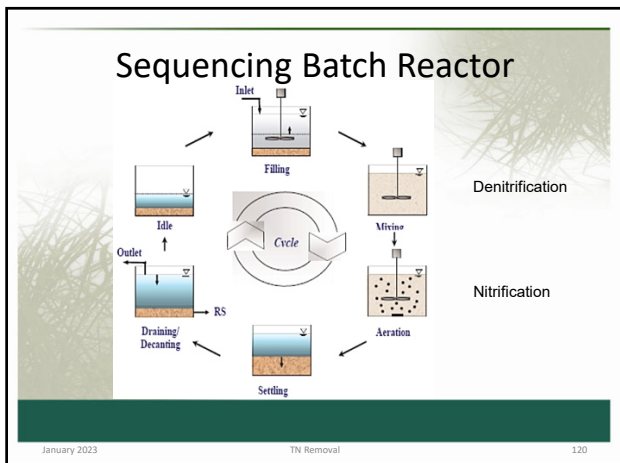 Sequencing Batch Reactor
Inlet
Filling
Denitrification
Mixing
Idle
Cycle
Outlet
Nitrification
RS
Aeration
Draining/
Decanting
Settling
January 2023
TN Removal
120